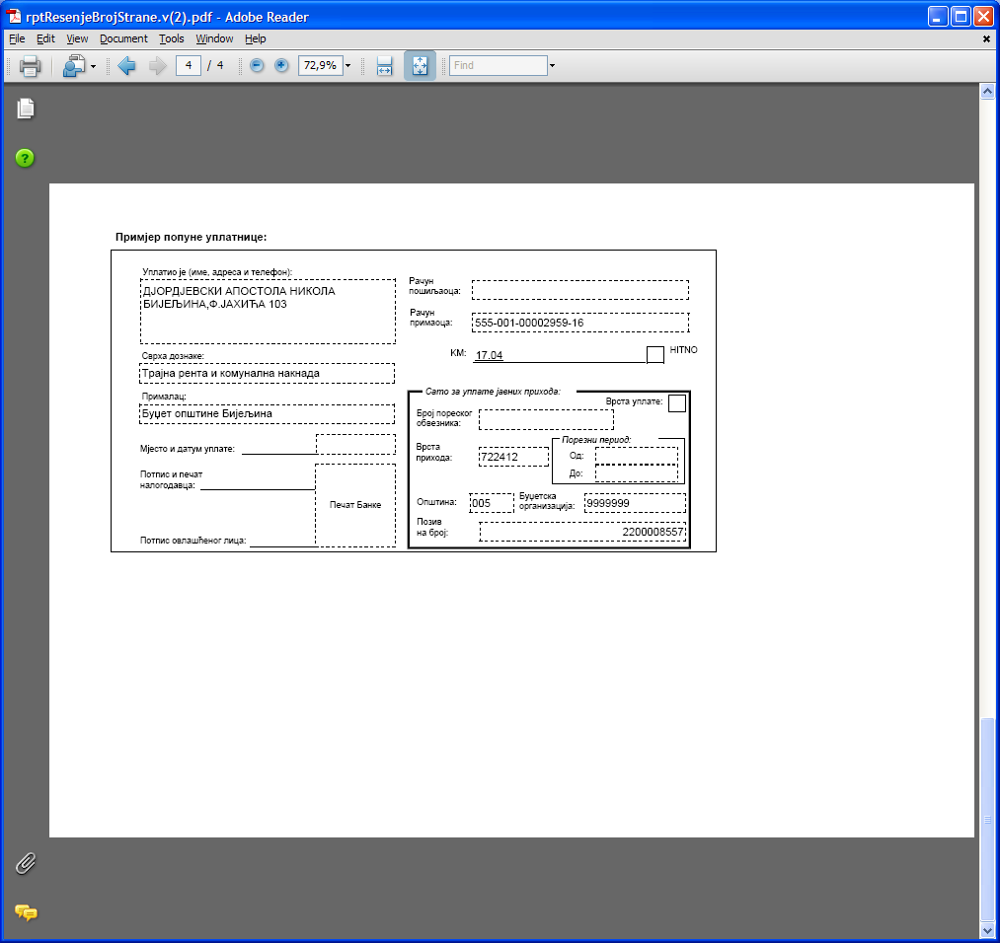 rptResenjeBrojStrane.v(2).pdf - Adobe Reader
File Edit View Document Tools Window Help
4 / 4 72,9% Find
Примјер попуне уплатнице:
Уплатио је (име, адреса и телефон):
ДЈОРДЈЕВСКИ АПОСТОЛА НИКОЛА
БИЈЕЉИНА,Ф.ЈАХИЋА 103
Сврха дознаке:
Трајна рента и комунална накнада
Прималац:
Буџет општине Бијељина
Мјесто и датум уплате:
Потпис и печат
налогодавца:
Печат Банке
Потпис овлашћеног лица:
Рачун
пошиљаоца:
Рачун
примаоца:
555-001-00002959-16
КМ: 17.04
HITNO
Сато за уплате јавних прихода:
Врста уплате:
Број пореског
обвезника:
Врста
прихода:
722412
Порезни период:
Од:
До:
Општина:
005
Буџетска
организација:
9999999
Позив
на број:
2200008557